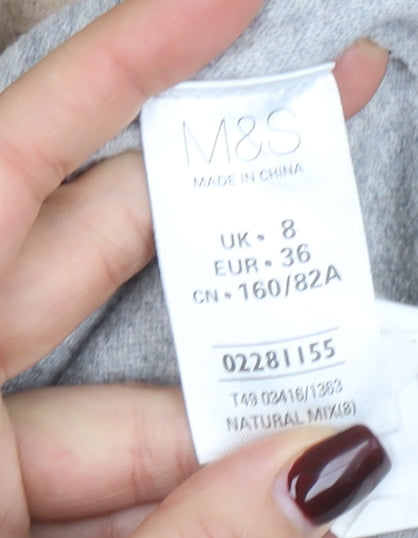 M&S
MADE IN CHINA
UK • 8
EUR • 36
CN • 160/82A
02281155
T49 03416/1363
NATURAL MIX(8)